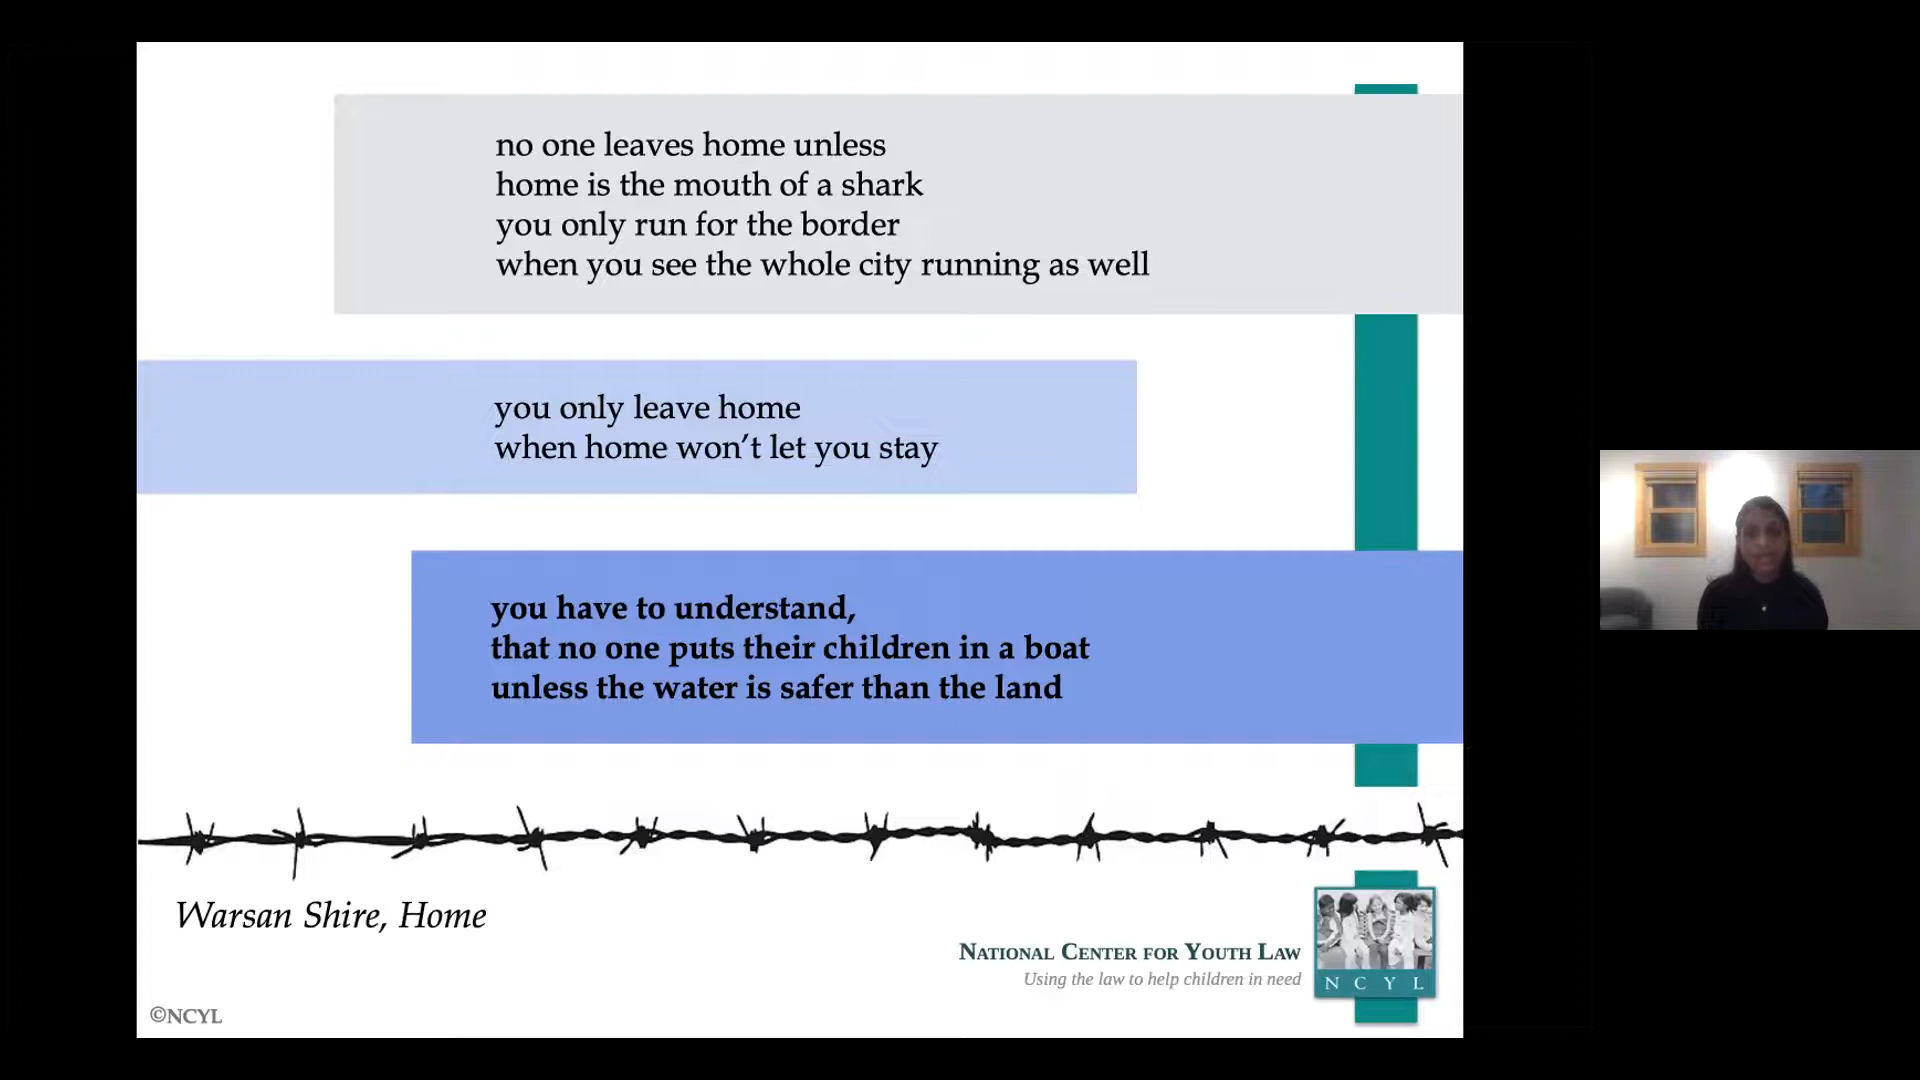 no one leaves home unless
home is the mouth of a shark
you only run for the border
when you see the whole city running as well
you only leave home
when home won’t let you stay
you have to understand,
that no one puts their children in a boat
unless the water is safer than the land
Warsan Shire, Home
National Center for Youth Law
Using the law to help children in need
N C Y L
©NCYL